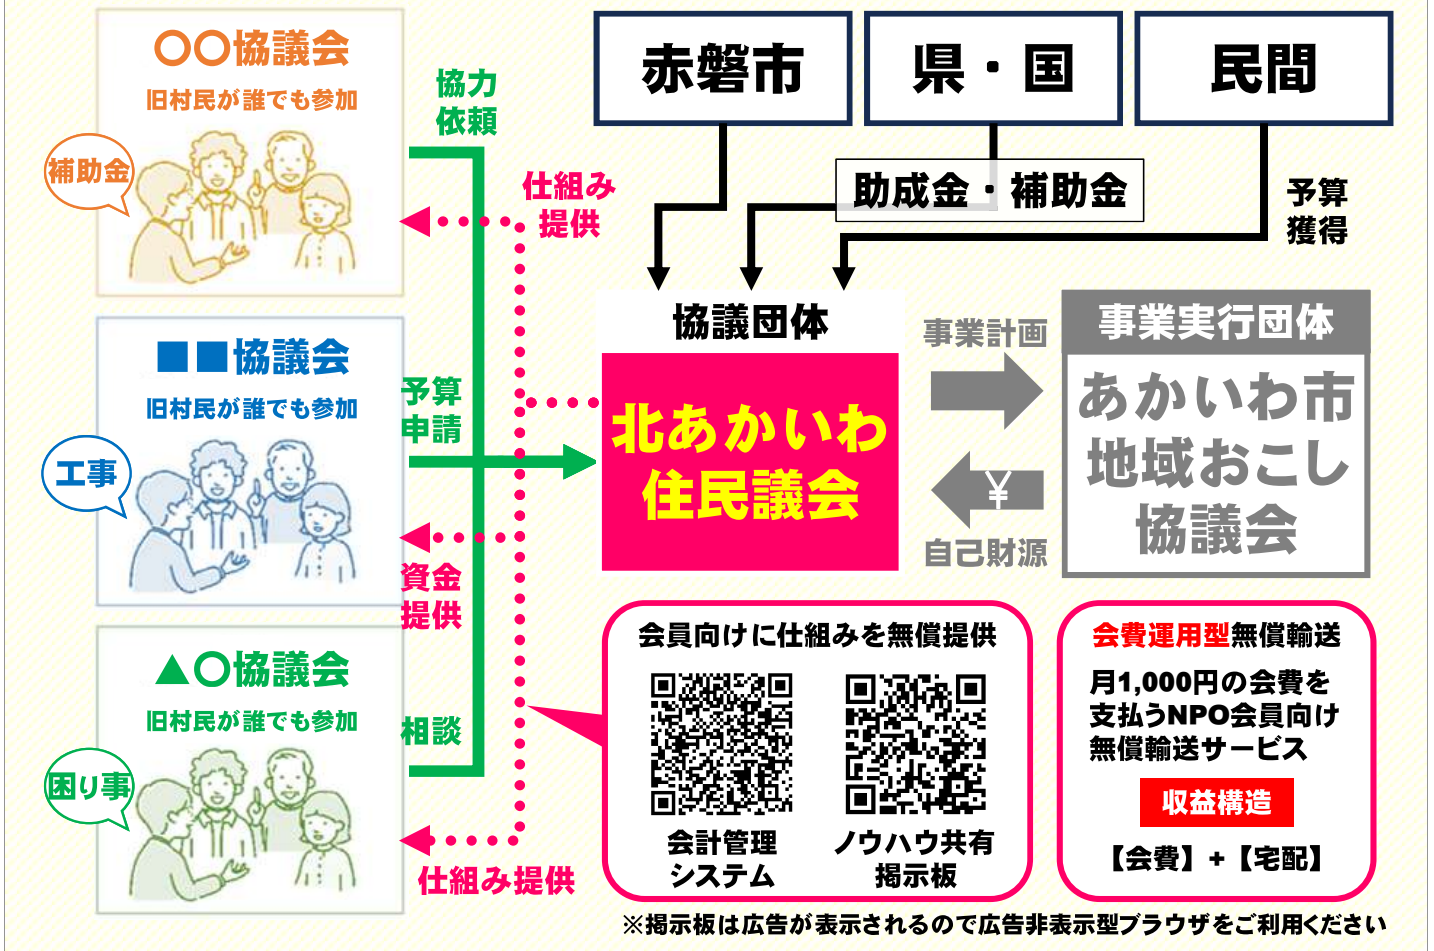 〇〇協議会
旧村民が誰でも参加
補助金
■■協議会
旧村民が誰でも参加
工事
▲〇協議会
旧村民が誰でも参加
困り事
協力
依頼
仕組み
提供
予算
申請
資金
提供
相談
仕組み提供
赤磐市
県・国
民間
助成金・補助金
予算
獲得
協議団体
北あかいわ
住民議会
事業計画
¥
自己財源
事業実行団体
あかいわ市
地域おこし
協議会
会員向けに仕組みを無償提供
会計管理
システム
ノウハウ共有
掲示板
会費運用型無償輸送
月1,000円の会費を
支払うNPO会員向け
無償輸送サービス
収益構造
【会費】+【宅配】
※掲示板は広告が表示されるので広告非表示型ブラウザをご利用ください